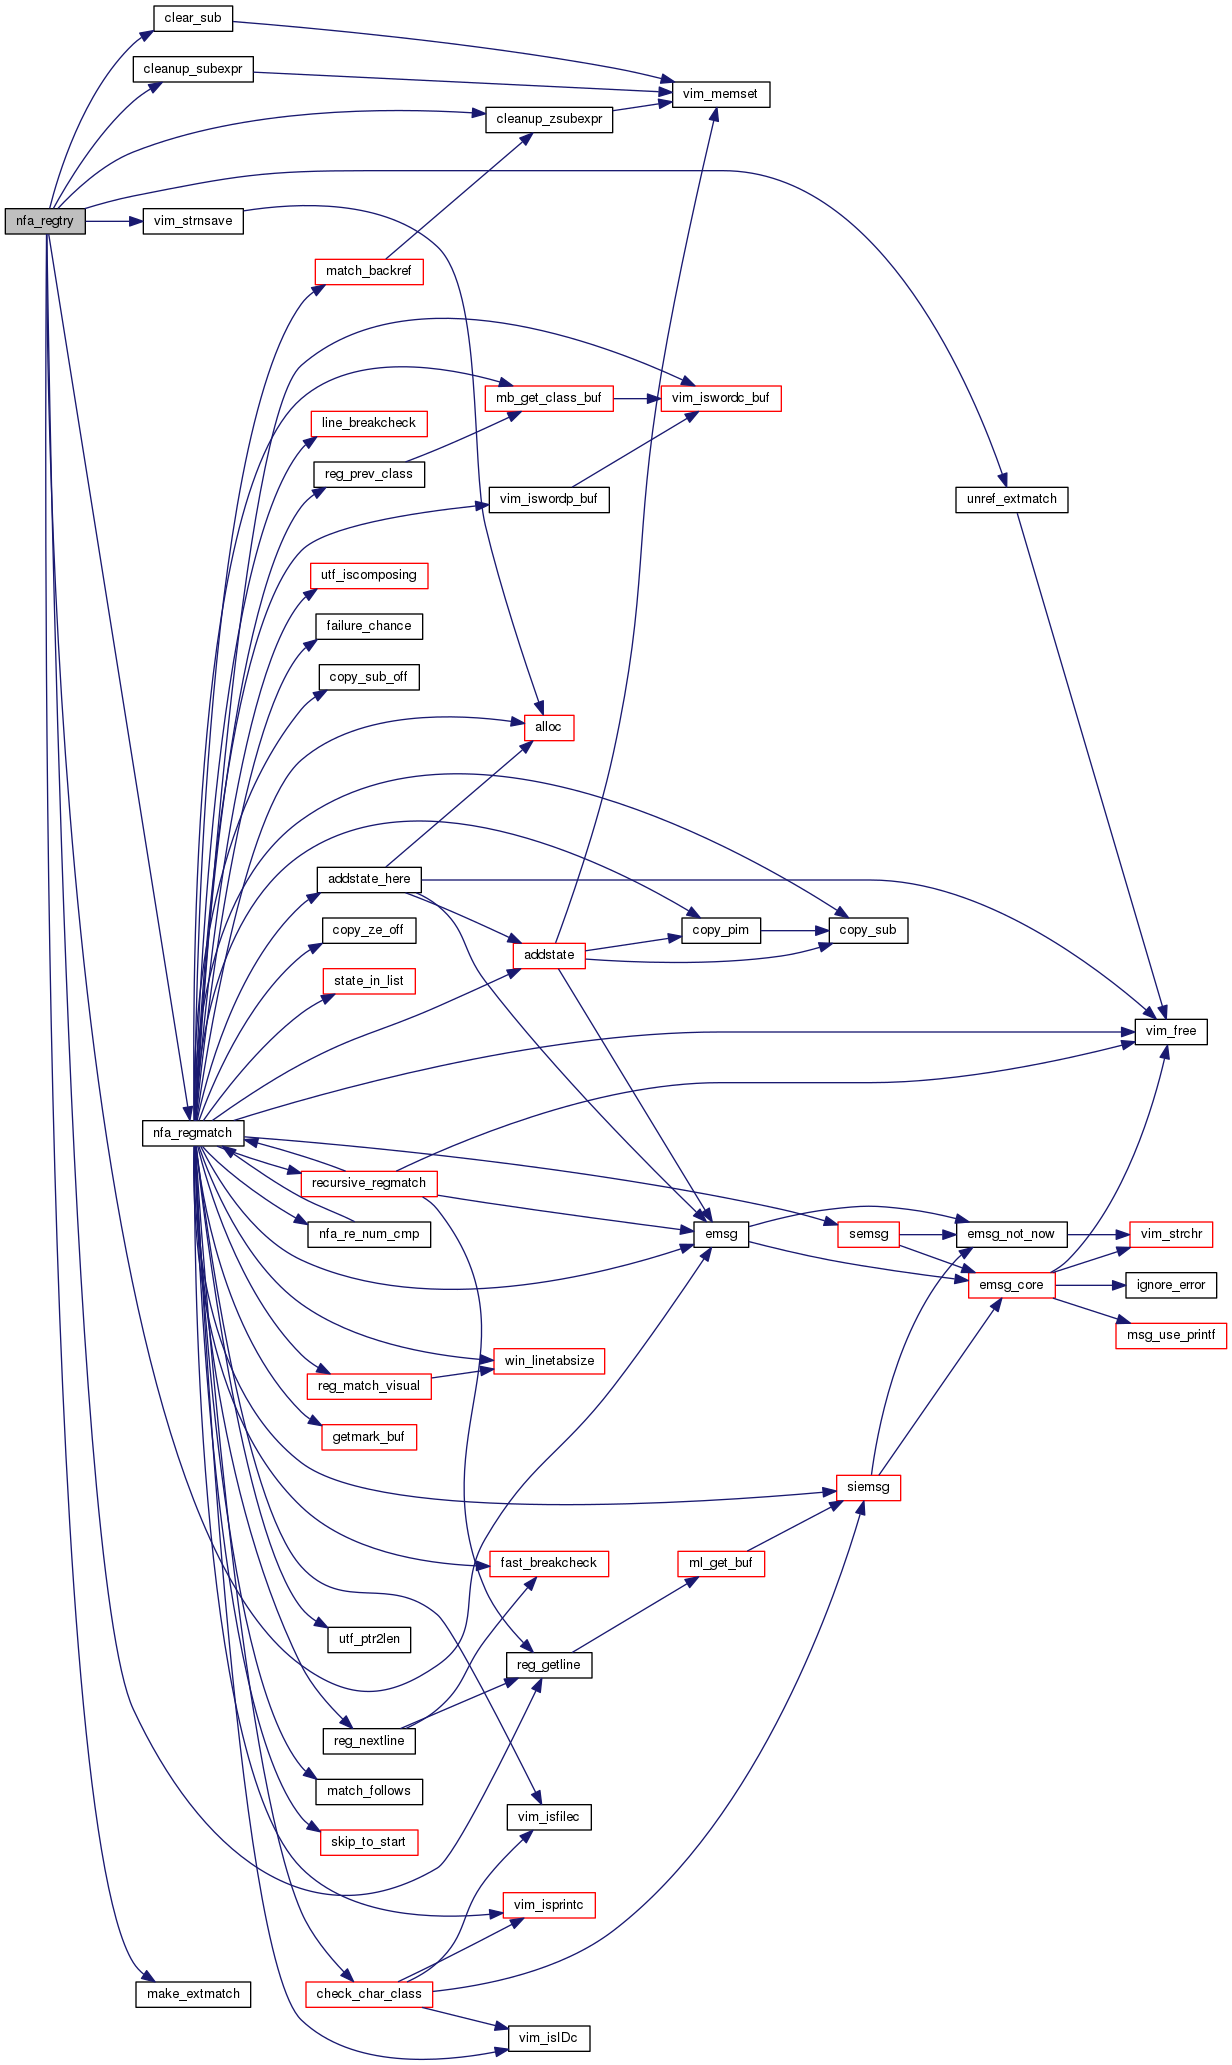 clear_sub
cleanup_subexpr
vim_memset
cleanup_zsubexpr
nfa_regtry
vim_strnsave
match_backref
mb_get_class_buf
vim_iswordc_buf
line_breakcheck
reg_prev_class
vim_iswordp_buf
unref_extmatch
utf_iscomposing
failure_chance
copy_sub_off
alloc
addstate_here
copy_ze_off
copy_pim
copy_sub
addstate
state_in_list
vim_free
nfa_regmatch
recursive_regmatch
nfa_re_num_cmp
emsg
semsg
emsg_not_now
vim_strchr
emsg_core
ignore_error
msg_use_printf
win_linetabsize
reg_match_visual
getmark_buf
siemsg
fast_breakcheck
ml_get_buf
utf_ptr2len
reg_getline
reg_nextline
match_follows
vim_isfilec
skip_to_start
vim_isprintc
make_extmatch
check_char_class
vim_isIDc